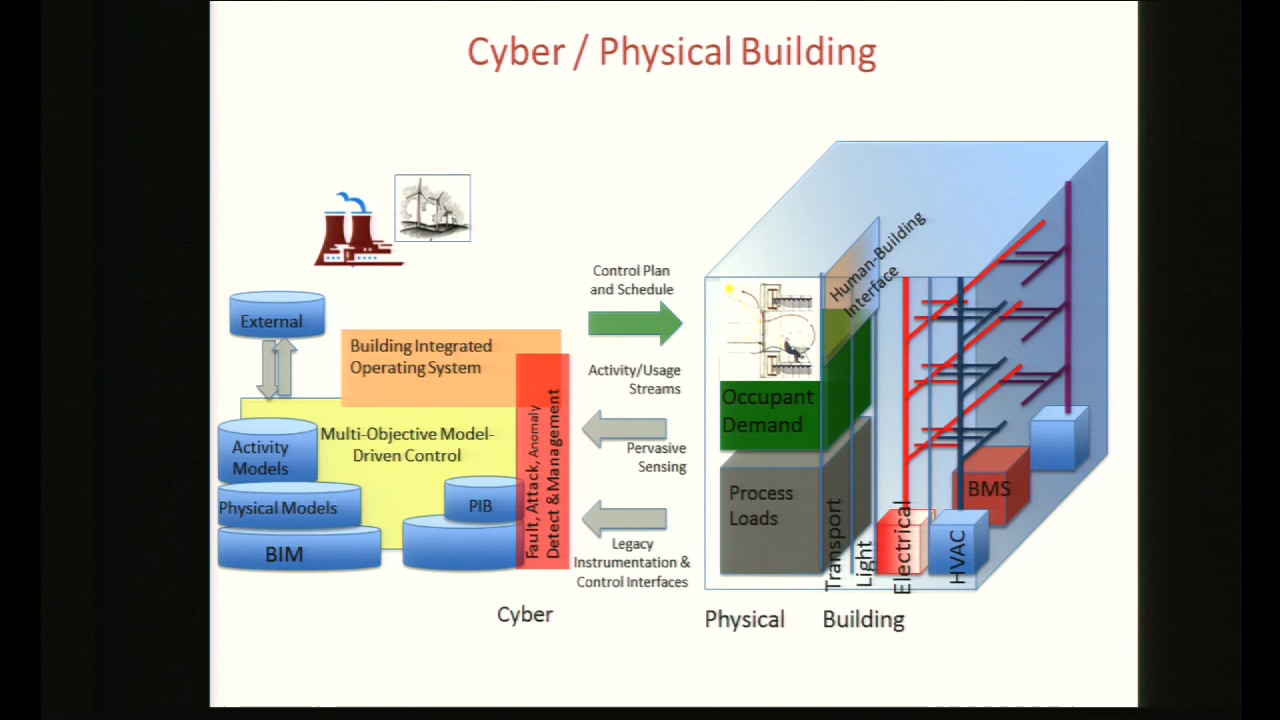 Cyber / Physical Building
Control Plan
and Schedule
External
Building Integrated
Operating System
Activity/Usage
Streams
Multi-Objective Model-
Driven Control
Activity
Models
Physical Models
PIB
BIM
Fault, Attack, Anomaly
Detect & Management
Pervasive
Sensing
Legacy
Instrumentation &
Control Interfaces
Cyber
Human-Building
Interface
Occupant
Demand
Process
Loads
Transport
Light
Electrical
HVAC
BMS
Physical Building